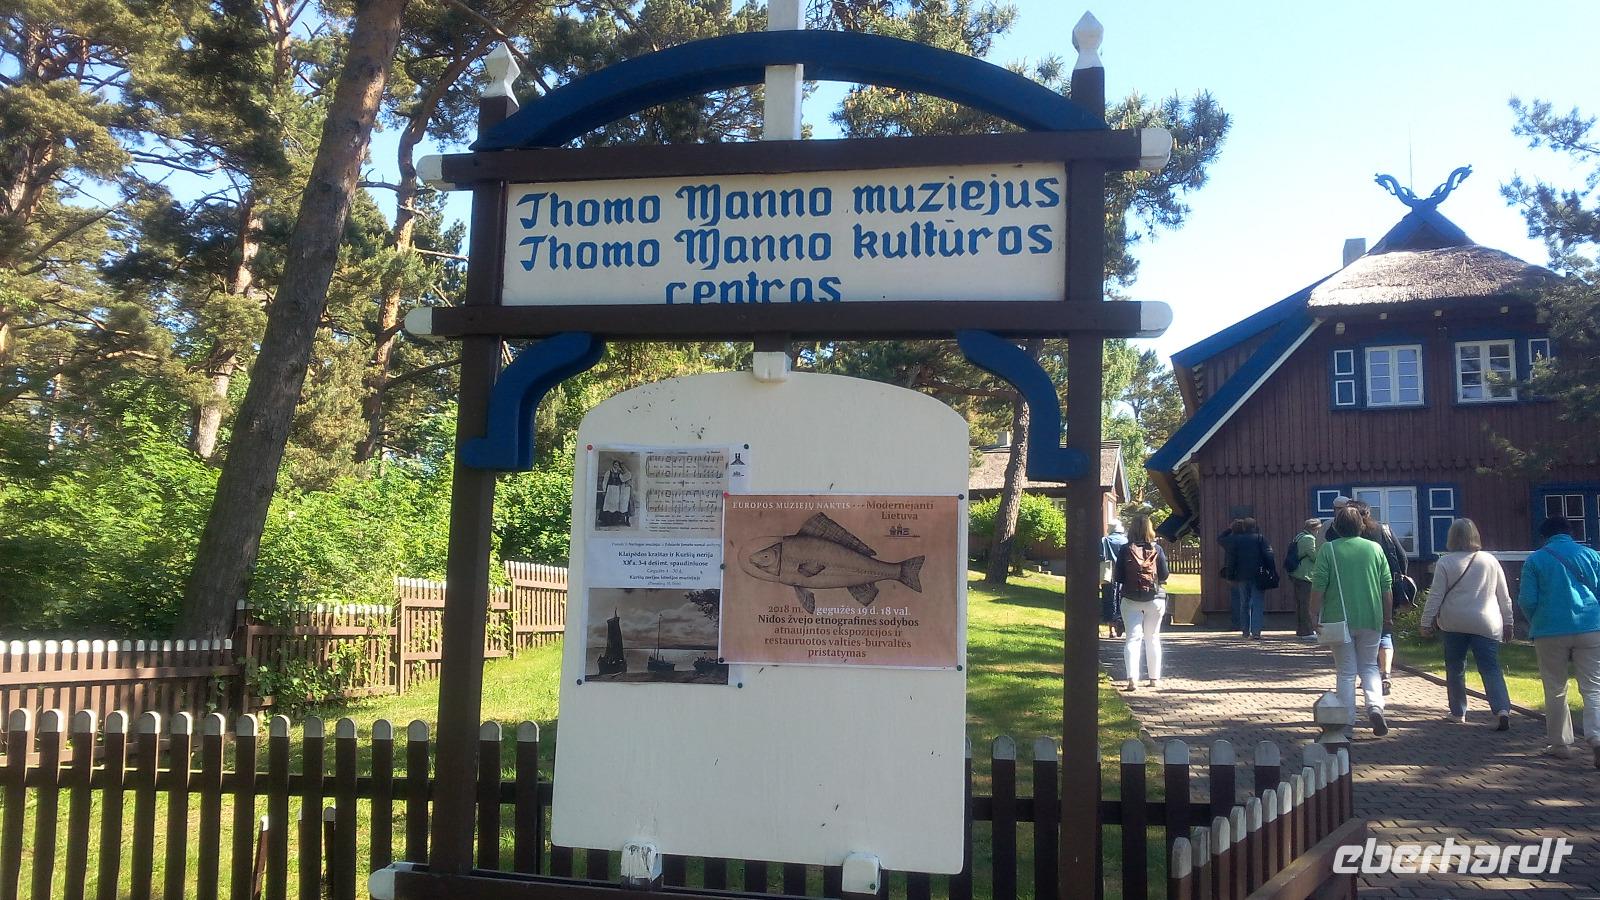 Thomo Manno muziejus
Thomo Manno kultūros
centras
Klaipėdos kraštas ir Kuršių nerija
XX a. 3-4 dešimt. spaudiniuose
EUROPOS MUZIEJŲ NAKTIS - - - Modernėjanti
Lietuva
2018 m. gegužės 19 d. 18 val.
Nidos žvejo etnografinės sodybos
atnaujintos ekspozicijos ir
restauruotos valties-burvaltės
pristatymas
eberhardt